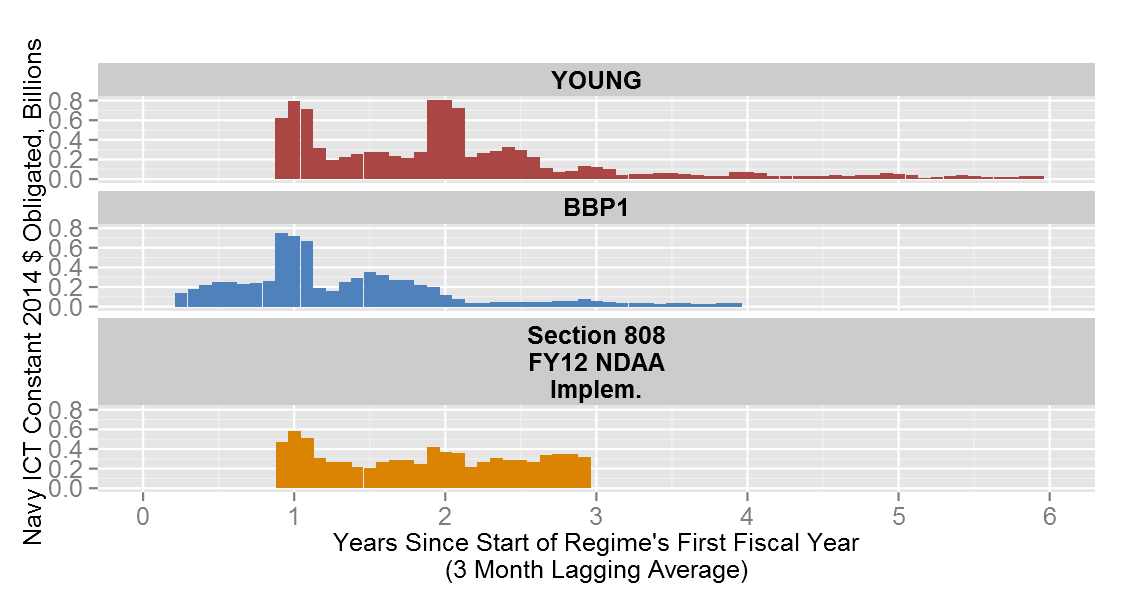 Navy ICT Constant 2014 $ Obligated, Billions
YOUNG
0.8
0.6
0.4
0.2
0.0
BBP1
0.8
0.6
0.4
0.2
0.0
Section 808
FY12 NDAA
Implem.
0.8
0.6
0.4
0.2
0.0
0 1 2 3 4 5 6
Years Since Start of Regime's First Fiscal Year
(3 Month Lagging Average)